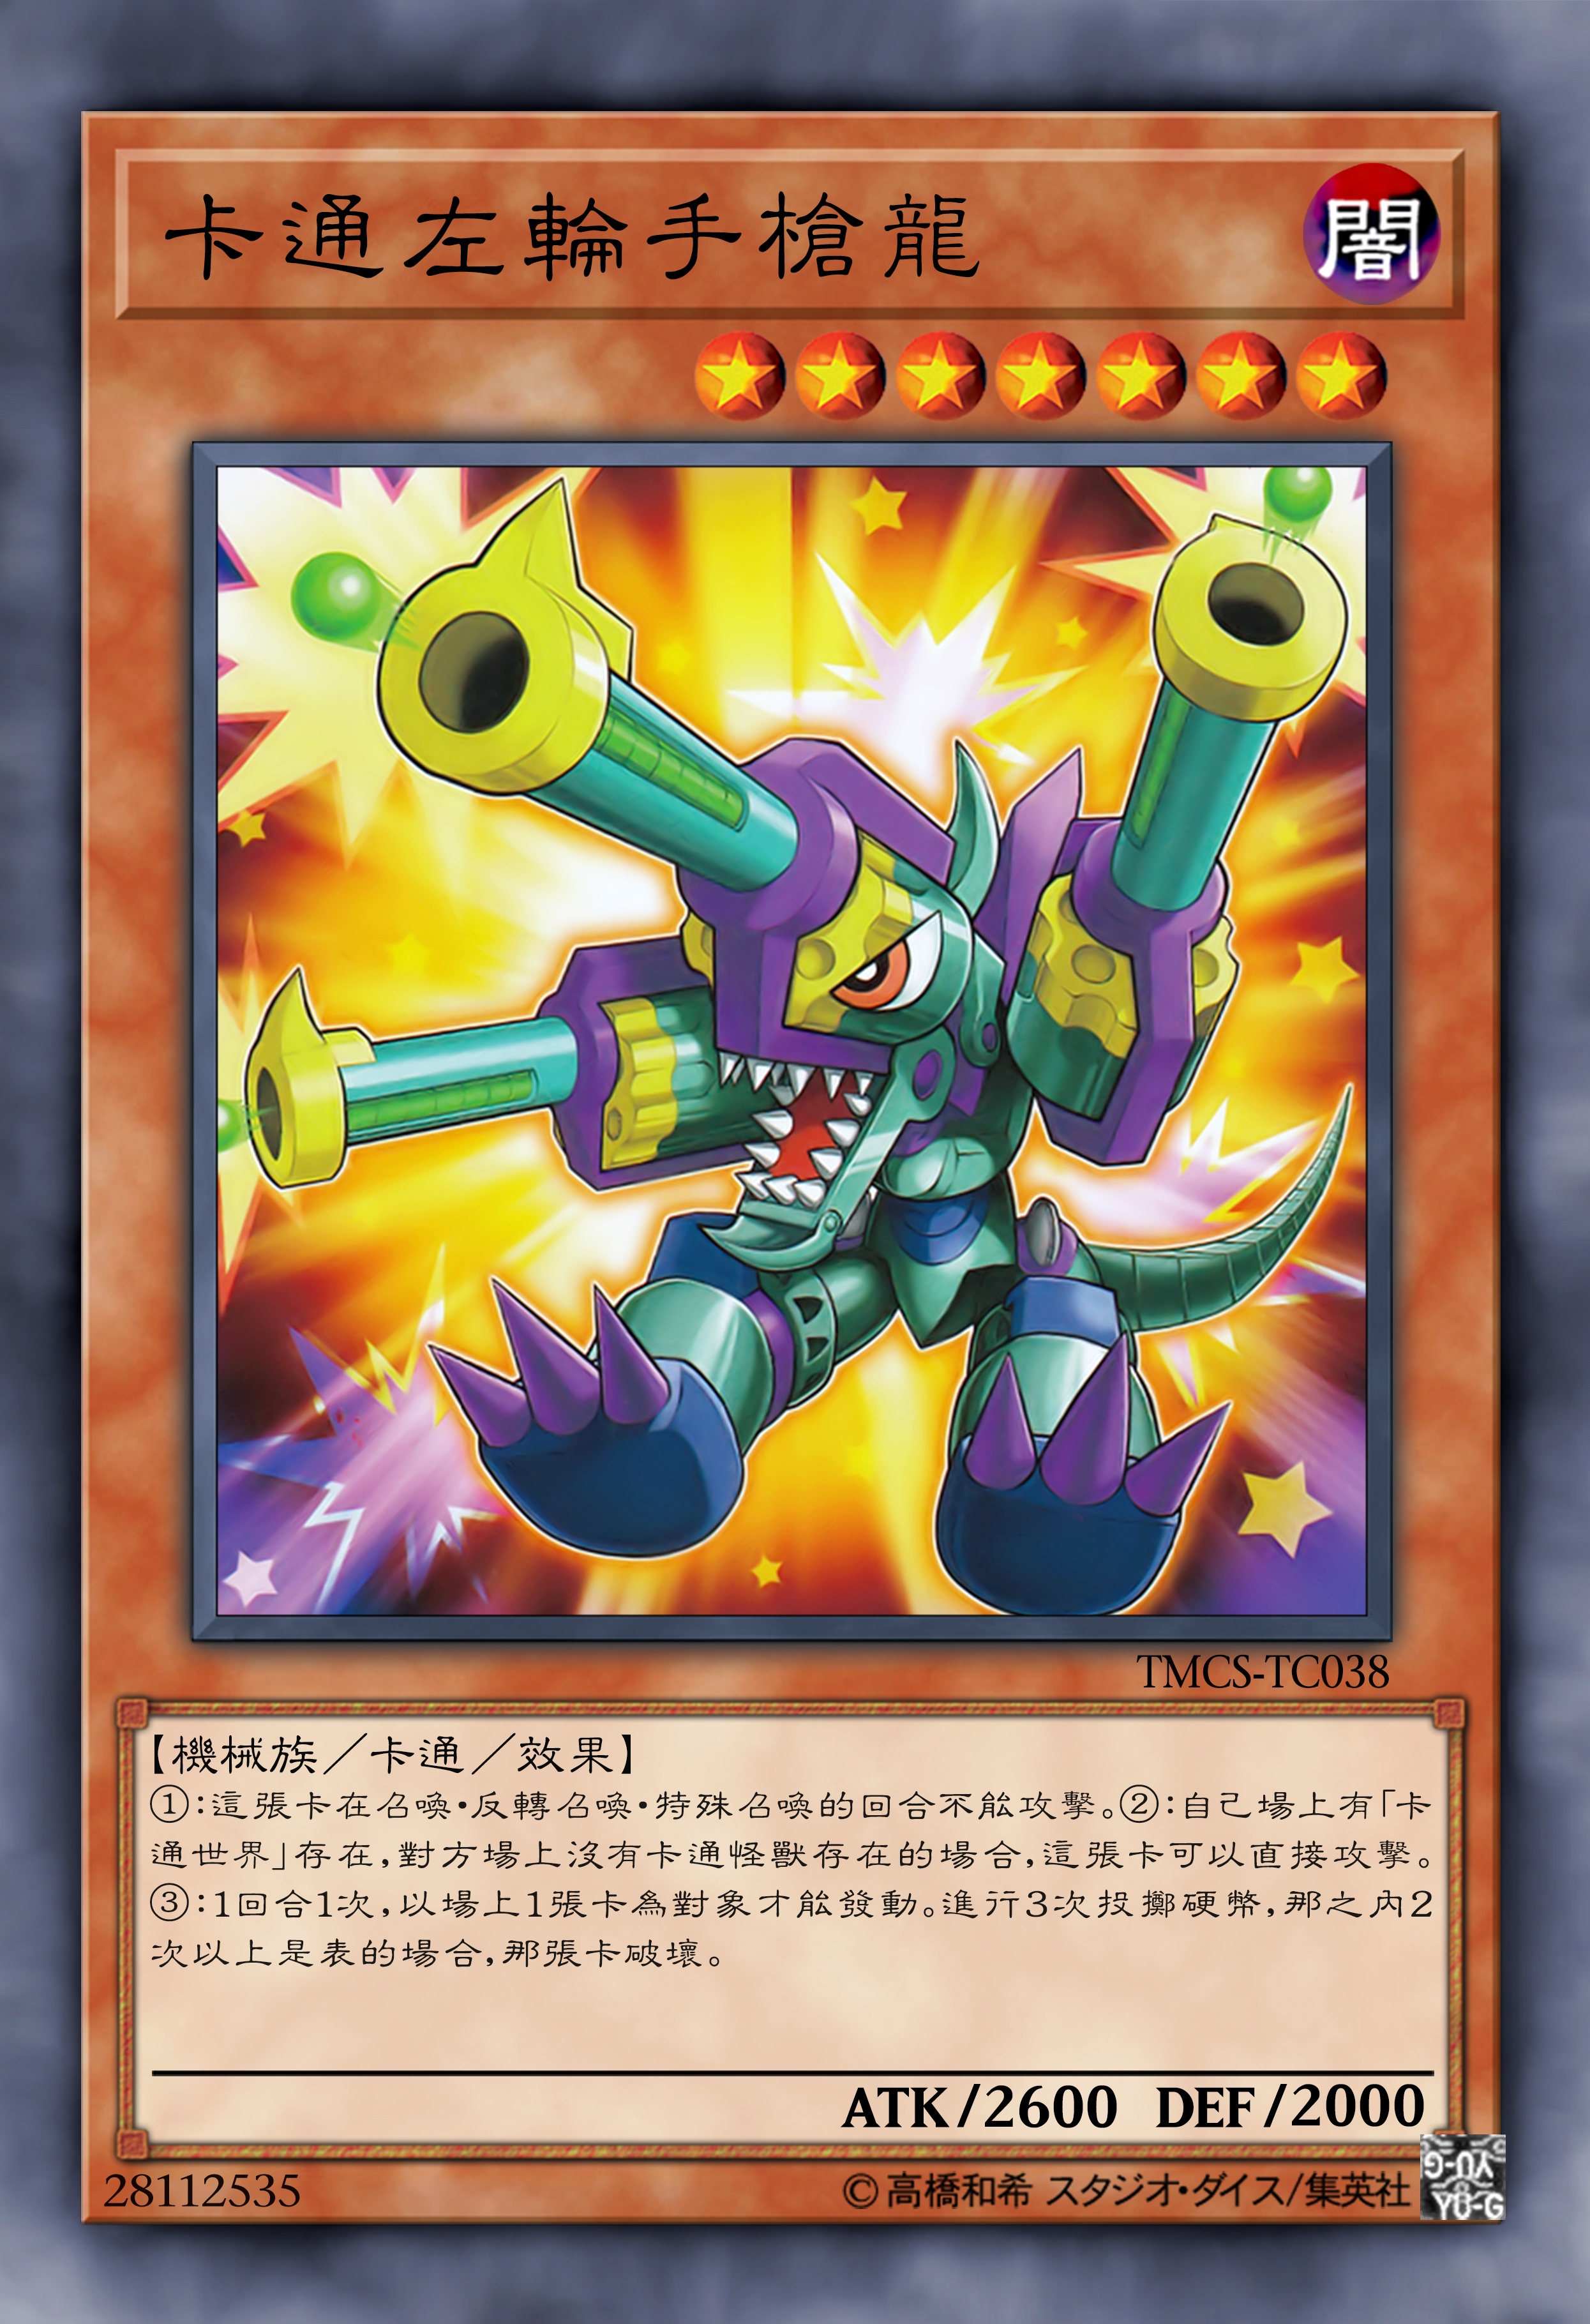 卡通左輪手槍龍
闇
TMCS-TC038
【機械族／卡通／效果】
①:這張卡在召喚·反轉召喚·特殊召喚的回合不能攻擊。②:自己場上有「卡
通世界」存在,對方場上沒有卡通怪獸存在的場合,這張卡可以直接攻擊。
③:1回合1次,以場上1張卡為對象才能發動。進行3次投擲硬幣,那之內2
次以上是表的場合,那張卡破壞。
ATK/2600 DEF/2000
28112535
©高橋和希 スタジオ・ダイス/集英社
YU-G
YU-G